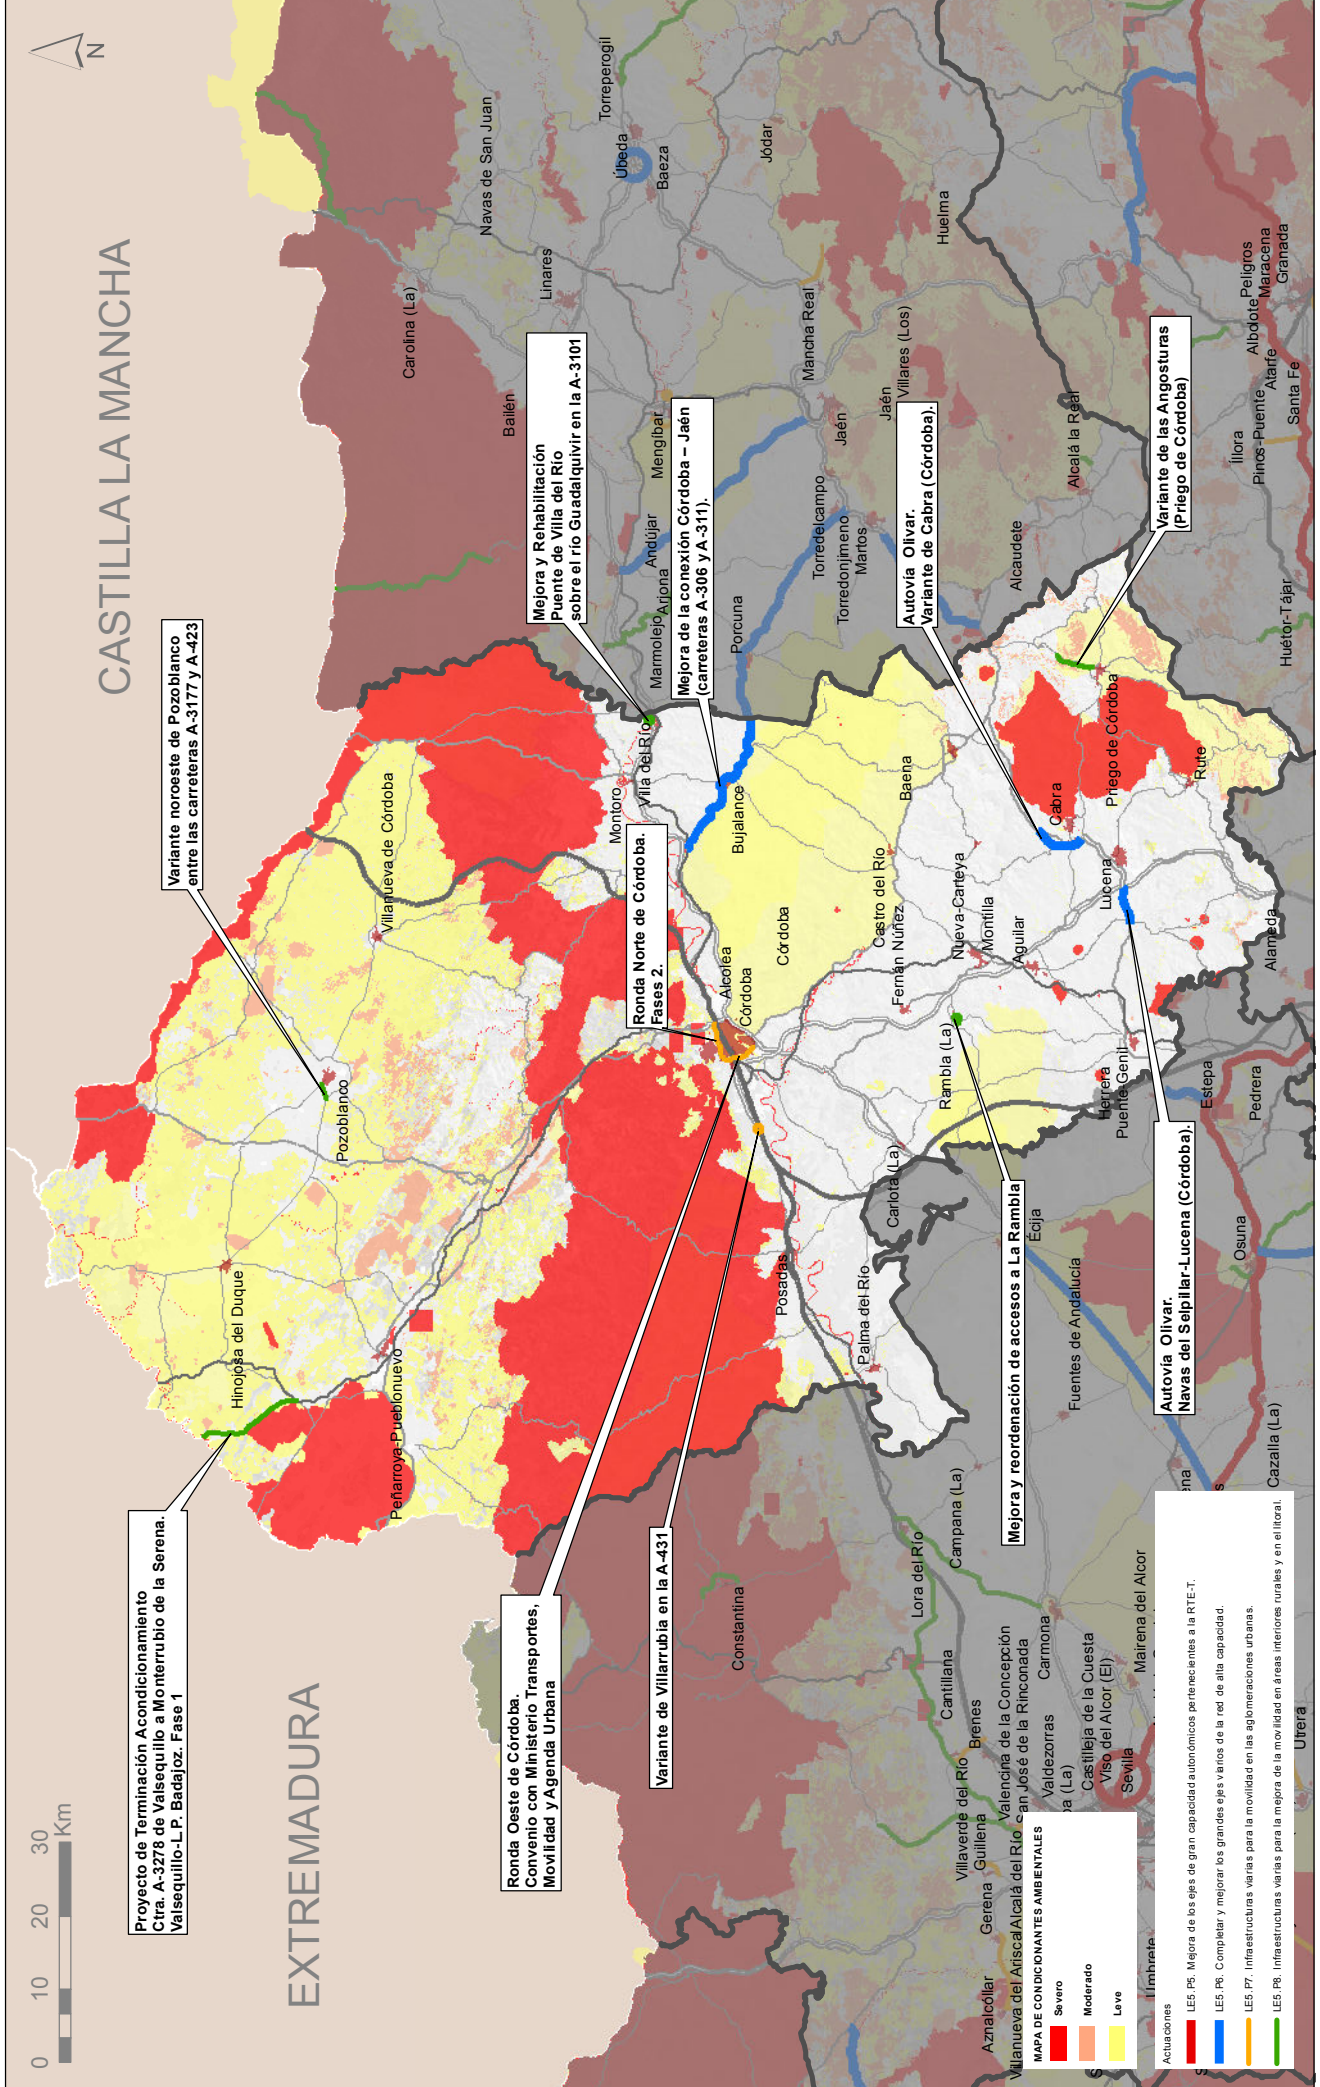 CASTILLA LA MANCHA
EXTREMADURA
N
0 10 20 30
Km
Proyecto de Terminación Acondicionamiento
Ctra. A-3278 de Valsequillo a Monterrubio de la Serena.
Valsequillo-L.P. Badajoz. Fase 1
Variante noroeste de Pozoblanco
entre las carreteras A-3177 y A-423
Mejora y Rehabilitación
Puente de Villa del Río
sobre el río Guadalquivir en la A-3101
Ronda Oeste de Córdoba.
Convenio con Ministerio Transportes,
Movilidad y Agenda Urbana
Ronda Norte de Córdoba.
Fases 2.
Mejora de la conexión Córdoba – Jaén
(carreteras A-306 y A-311).
Variante de Villarrubia en la A-431
Autovía Olivar.
Variante de Cabra (Córdoba).
Mejora y reordenación de accesos a La Rambla
Variante de las Angosturas
(Priego de Córdoba)
Autovía Olivar.
Navas del Selpillar-Lucena (Córdoba).
Hinojosa del Duque
Pozoblanco
Villanueva de Córdoba
Peñarroya-Pueblonuevo
Carolina (La)
Navas de San Juan
Bailén
Linares
Torreperogil
Úbeda
Baeza
Jódar
Montoro
Villa del Río
Marmolejo
Arjona
Andújar
Mengíbar
Mancha Real
Huelma
Bujalance
Porcuna
Torredelcampo
Torredonjimeno
Martos
Jaén
Jaén
Villares (Los)
Alcolea
Córdoba
Córdoba
Posadas
Constantina
Palma del Río
Carlota (La)
Castro del Río
Fernán Núñez
Baena
Nueva-Carteya
Montilla
Aguilar
Rambla (La)
Cabra
Lucena
Priego de Córdoba
Rute
Alcaudete
Alcalá la Real
Lora del Río
Campana (La)
Écija
Fuentes de Andalucía
Herrera
Puente-Genil
Estepa
Pedrera
Osuna
Alameda
Cazalla (La)
Huétor-Tájar
Íllora
Pinos-Puente
Albolote
Peligros
Maracena
Atarfe
Granada
Santa Fe
Cantillana
Brenes
Villaverde del Río
Guillena
Gerena
Aznalcóllar
Valencina de la Concepción
San José de la Rinconada
Valdezorras
Carmona
Castilleja de la Cuesta
Viso del Alcor (El)
Mairena del Alcor
Sevilla
Villanueva del Ariscal
Alcalá del Río
Umbrete
Utrera
MAPA DE CONDICIONANTES AMBIENTALES
Severo
Moderado
Leve
Actuaciones
LE5.P5. Mejora de los ejes de gran capacidad autonómicos pertenecientes a la RTE-T.
LE5.P6. Completar y mejorar los grandes ejes viarios de la red de alta capacidad.
LE5.P7. Infraestructuras viarias para la movilidad en las aglomeraciones urbanas.
LE5.P8. Infraestructuras viarias para la mejora de la movilidad en áreas interiores rurales y en el litoral.